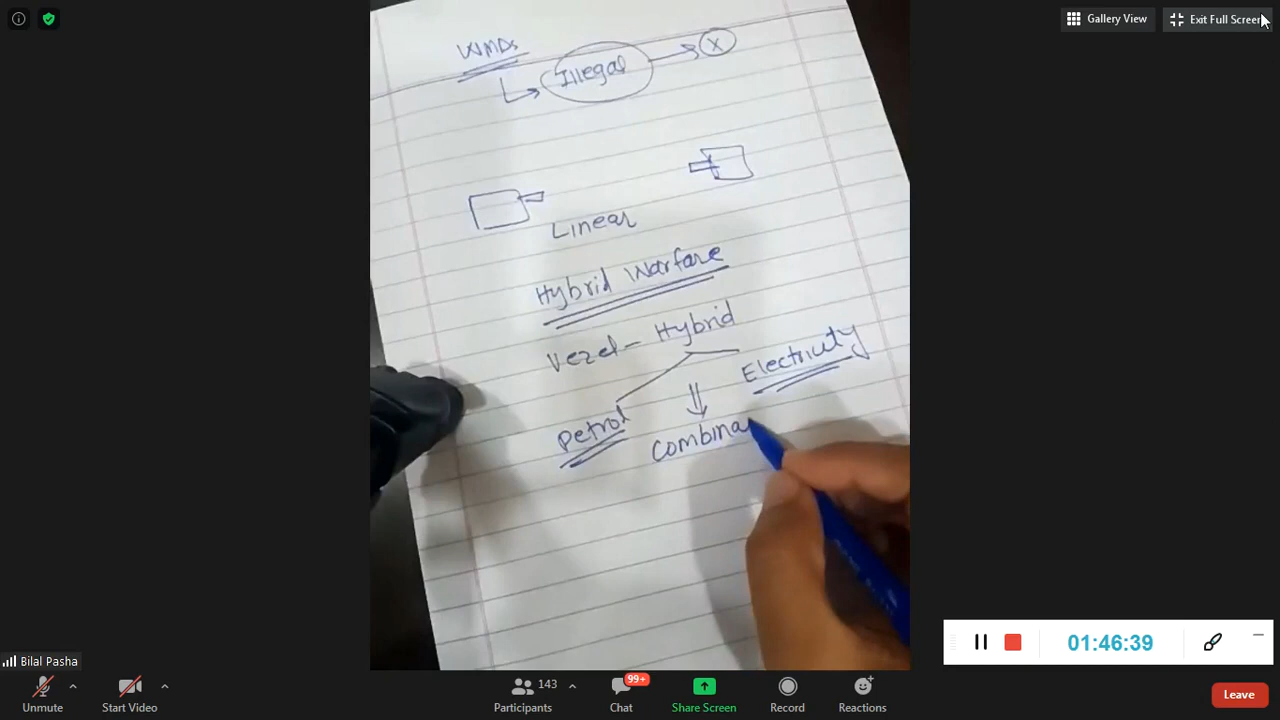 Gallery View
Exit Full Screen
WMDs
Illegal
X
Linear
Hybrid Warfare
Vezel - Hybrid
Electricity
Petrol
Combina
01:46:39
Bilal Pasha
143
99+
Unmute
Start Video
Participants
Chat
Share Screen
Record
Reactions
Leave